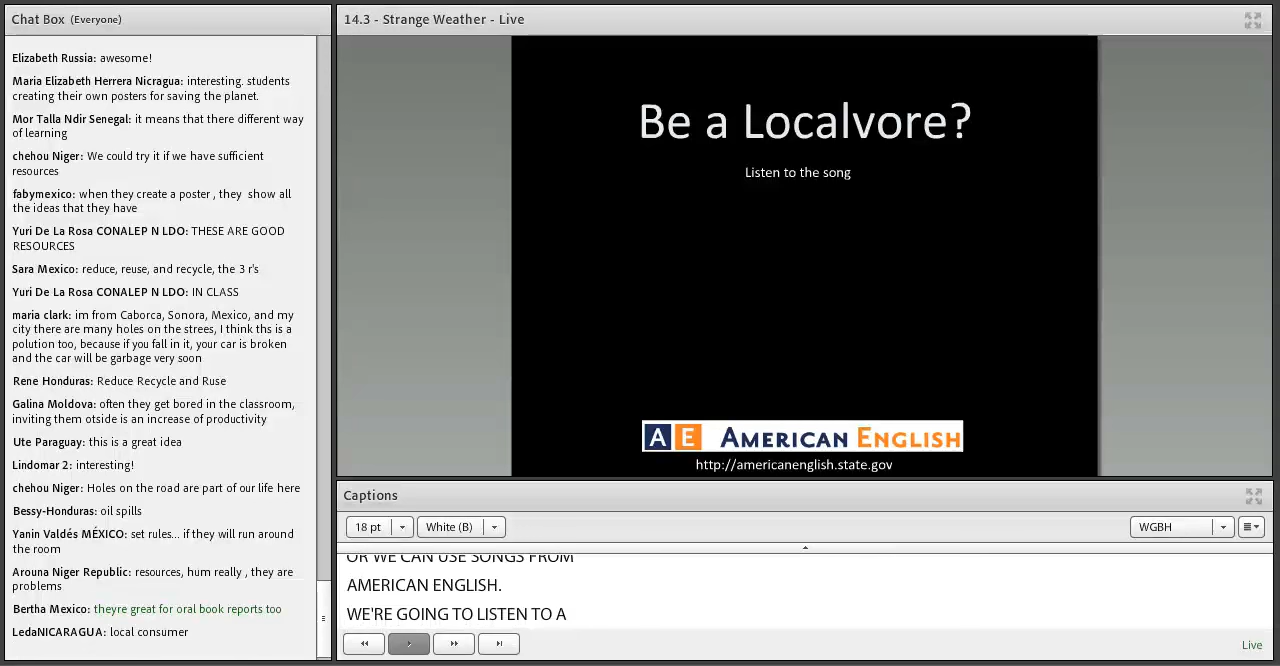 Chat Box (Everyone)
Elizabeth Russia: awesome!
Maria Elizabeth Herrera Nicragua: interesting. students
creating their own posters for saving the planet.
Mor Talla Ndir Senegal: it means that there different way
of learning
chehou Niger: We could try it if we have sufficient
resources
fabymexico: when they create a poster , they  show all
the ideas that they have
Yuri De La Rosa CONALEP N LDO: THESE ARE GOOD
RESOURCES
Sara Mexico: reduce, reuse, and recycle, the 3 r's
Yuri De La Rosa CONALEP N LDO: IN CLASS
maria clark: im from Caborca, Sonora, Mexico, and my
city there are many holes on the strees, I think ths is a
polution too, because if you fall in it, your car is broken
and the car will be garbage very soon
Rene Honduras: Reduce Recycle and Ruse
Galina Moldova: often they get bored in the classroom,
inviting them otside is an increase of productivity
Ute Paraguay: this is a great idea
Lindomar 2: interesting!
chehou Niger: Holes on the road are part of our life here
Bessy-Honduras: oil spills
Yanin Valdés MÉXICO: set rules... if they will run around
the room
Arouna Niger Republic: resources, hum really , they are
problems
Bertha Mexico: theyre great for oral book reports too
LedaNICARAGUA: local consumer
14.3 - Strange Weather - Live
Be a Localvore?
Listen to the song
AE AMERICAN ENGLISH
http://americanenglish.state.gov
Captions
18 pt White (B) WGBH
OR WE CAN USE SONGS FROM
AMERICAN ENGLISH.
WE'RE GOING TO LISTEN TO A
Live